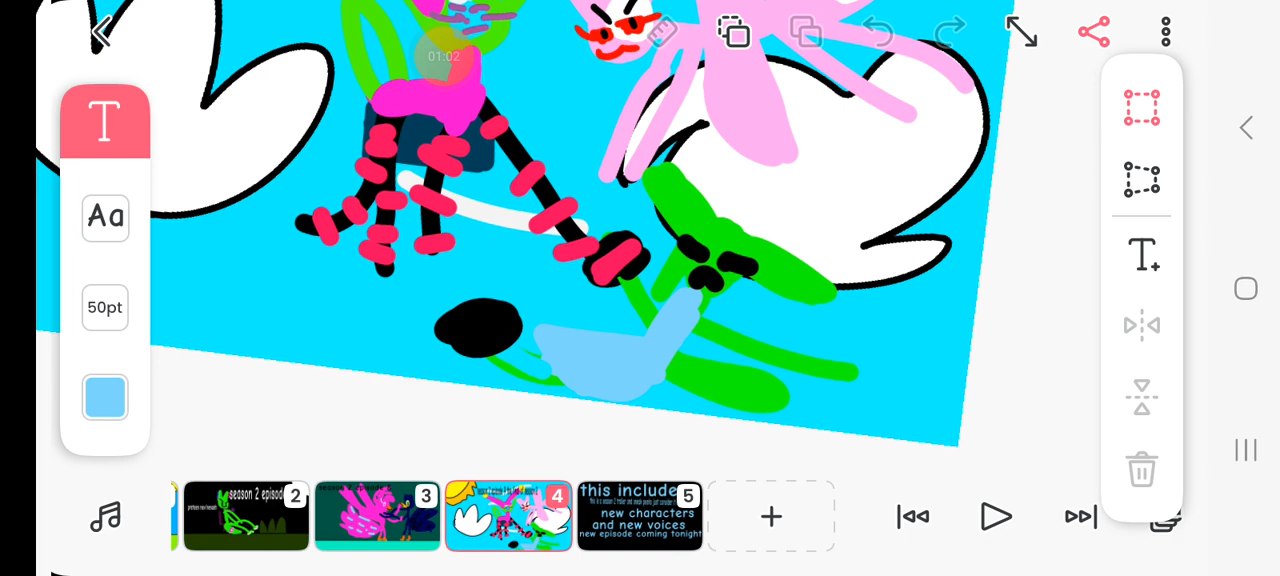 01:02
T
Aa
50pt
T+
season 2 episode
2
3
4
this include
5
new characters
and new voices
new episode coming tonight